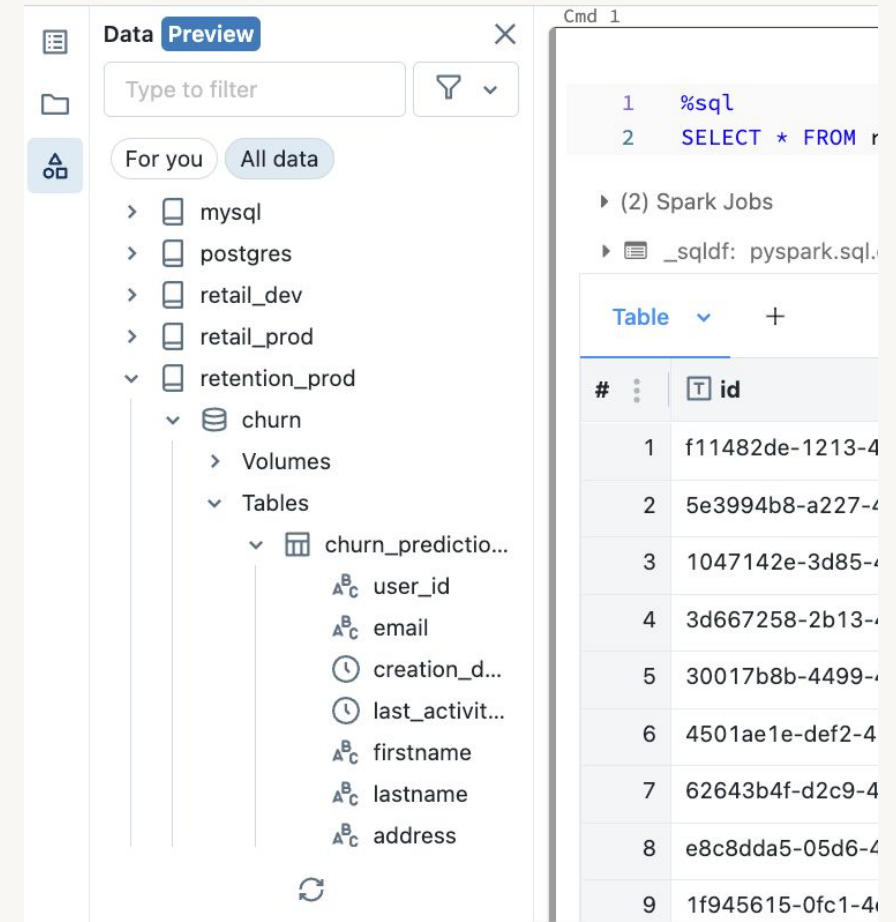 Data Preview
Type to filter
For you All data
mysql
postgres
retail_dev
retail_prod
retention_prod
churn
Volumes
Tables
churn_predictio...
user_id
email
creation_d...
last_activit...
firstname
lastname
address
Cmd 1
1 %sql
2 SELECT * FROM r
(2) Spark Jobs
_sqldf: pyspark.sql.
Table +
# id
1 f11482de-1213-4
2 5e3994b8-a227-4
3 1047142e-3d85-4
4 3d667258-2b13-4
5 30017b8b-4499-4
6 4501ae1e-def2-4
7 62643b4f-d2c9-4
8 e8c8dda5-05d6-4
9 1f945615-0fc1-4